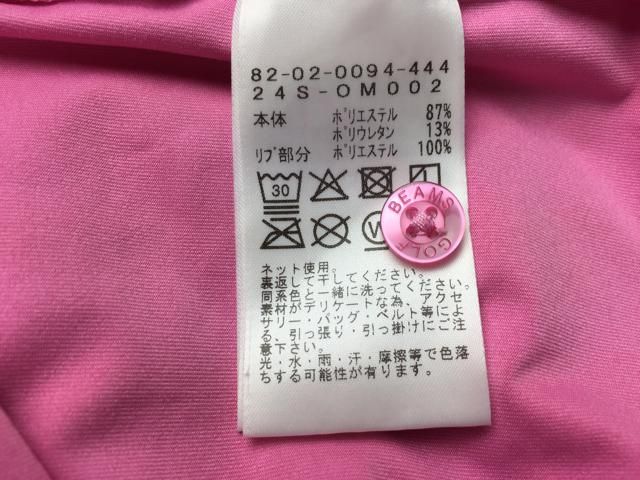 82-02-0094-444
24S-OM002
本体 ポリエステル 87%
ポリウレタン 13%
リブ部分 ポリエステル 100%
30
W
BEAMS GOLF
ネット使用。
裏返して干してください。
同系色と一緒に洗ってください。
素材がデリケートな為、アクセ
サリー・バッグ・ベルト等によ
る、引っ張り・引っ掛けにご注
意下さい。
光・水・雨・汗・摩擦等で色落
ちする可能性が有ります。